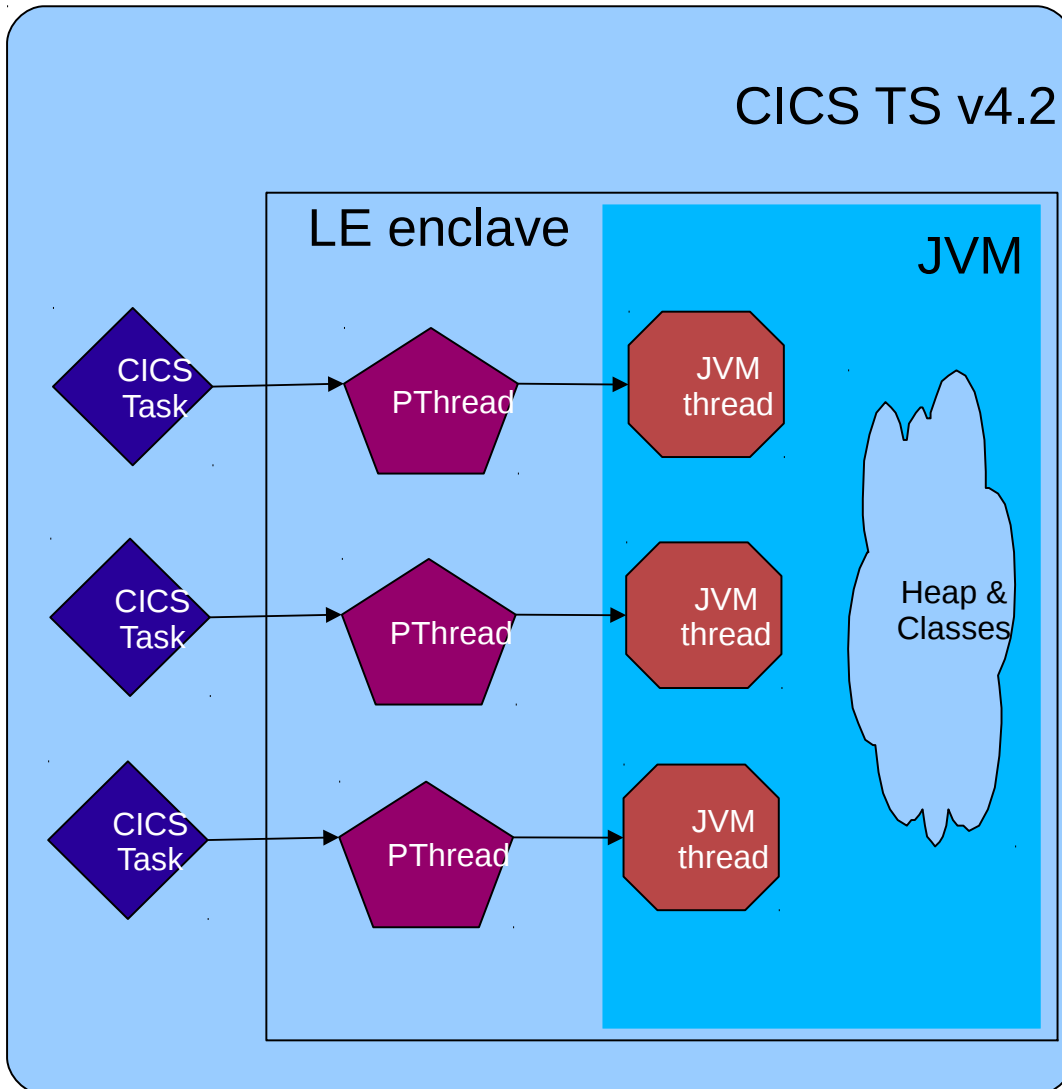 CICS TS v4.2
LE enclave
JVM
CICS
Task
PThread
JVM
thread
CICS
Task
PThread
JVM
thread
Heap &
Classes
CICS
Task
PThread
JVM
thread